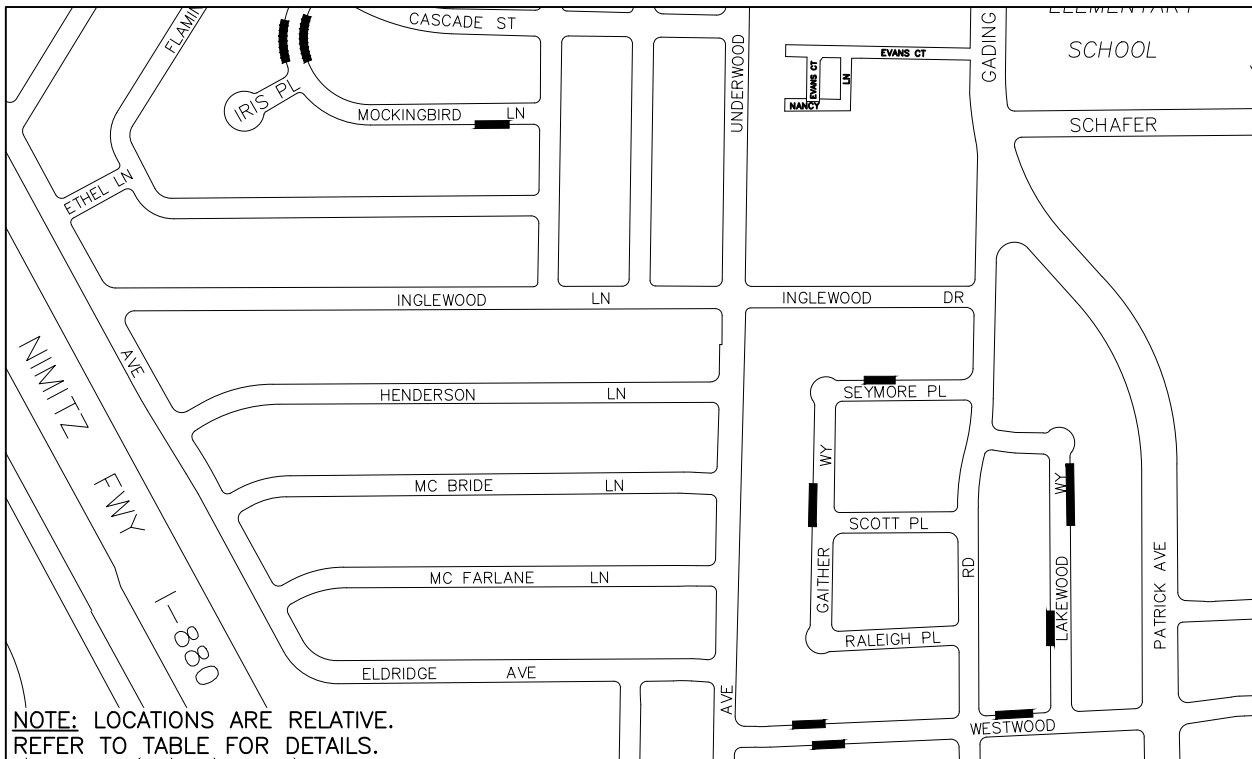 CASCADE ST
FLAMIN
ELEMENTARY
SCHOOL
GADING
EVANS CT
EVANS CT
LN
NANCY
IRIS PL
MOCKINGBIRD LN
UNDERWOOD
SCHAFER
ETHEL LN
INGLEWOOD LN
INGLEWOOD DR
NIMITZ FWY I-880
AVE
HENDERSON LN
SEYMORE PL
WY
MC BRIDE LN
WY
SCOTT PL
MC FARLANE LN
GAITHER
RD
LAKEWOOD
PATRICK AVE
RALEIGH PL
ELDRIDGE AVE
AVE
WESTWOOD
NOTE: LOCATIONS ARE RELATIVE.
REFER TO TABLE FOR DETAILS.